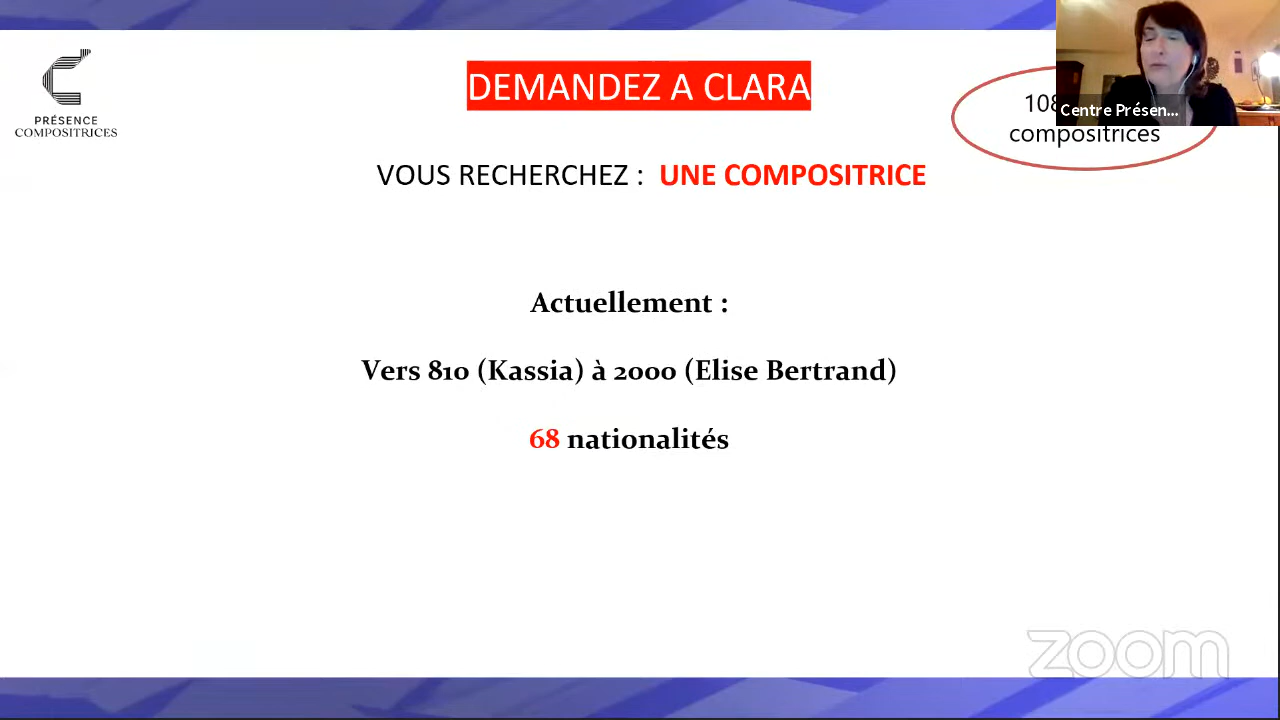 DEMANDEZ A CLARA
PRÉSENCE
COMPOSITRICES
compositrices
Centre Présen...
VOUS RECHERCHEZ : UNE COMPOSITRICE
Actuellement :
Vers 810 (Kassia) à 2000 (Elise Bertrand)
68 nationalités
zoom